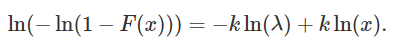 ln(− ln(1 − F(x))) = −k ln(λ) + k ln(x).